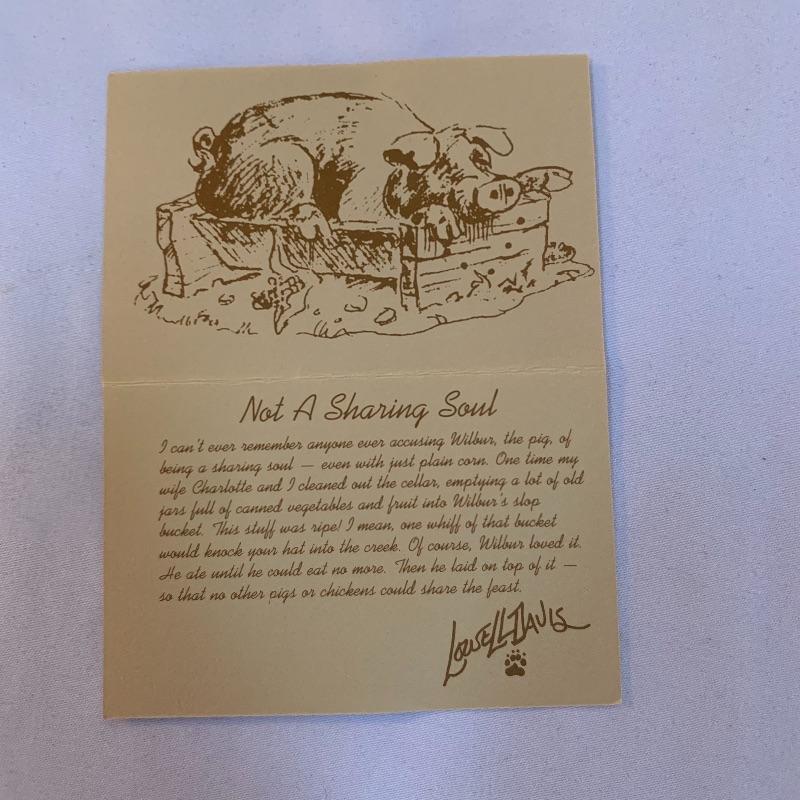 Not A Sharing Soul
I can't ever remember anyone ever accusing Wilbur, the pig, of
being a sharing soul — even with just plain corn. One time my
wife Charlotte and I cleaned out the cellar, emptying a lot of old
jars full of canned vegetables and fruit into Wilbur's slop
bucket. This stuff was ripe! I mean, one whiff of that bucket
would knock your hat into the creek. Of course, Wilbur loved it.
He ate until he could eat no more. Then he laid on top of it —
so that no other pigs or chickens could share the feast.
Lowell Davis